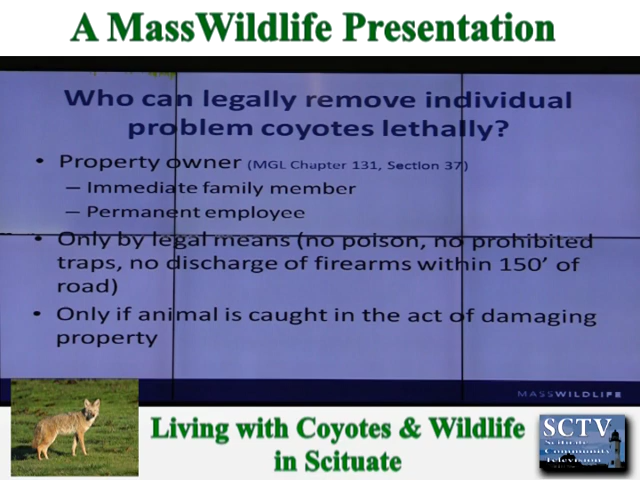 A MassWildlife Presentation
Who can legally remove individual
problem coyotes lethally?
• Property owner (MGL Chapter 131, Section 37)
– Immediate family member
– Permanent employee
• Only by legal means (no poison, no prohibited
traps, no discharge of firearms within 150' of
road)
• Only if animal is caught in the act of damaging
property
MASSWILDLIFE
Living with Coyotes & Wildlife
in Scituate
SCTV
Scituate
Community
Television